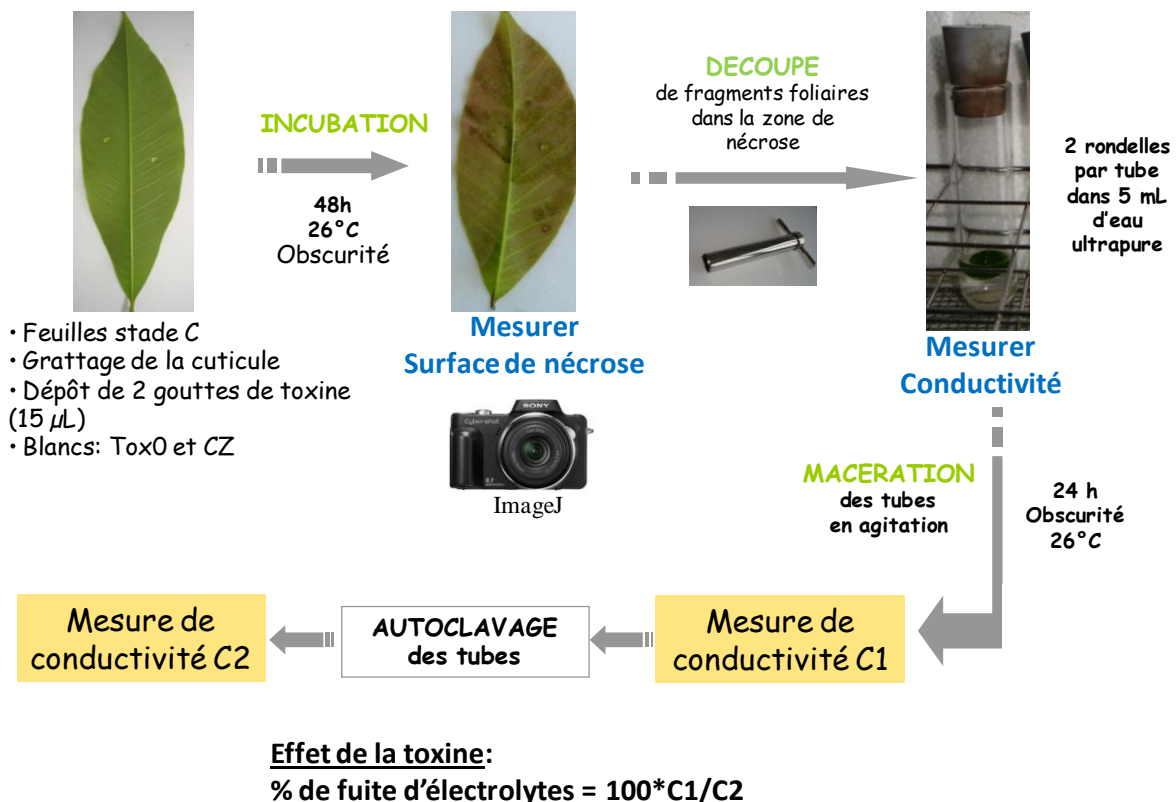 INCUBATION
48h
26°C
Obscurité
DECOUPE
de fragments foliaires
dans la zone de
nécrose
2 rondelles
par tube
dans 5 mL
d'eau
ultrapure
• Feuilles stade C
• Grattage de la cuticule
• Dépôt de 2 gouttes de toxine
(15 µL)
• Blancs: Tox0 et CZ
Mesurer
Surface de nécrose
SONY
Cyber-shot
ImageJ
Mesurer
Conductivité
MACERATION
des tubes
en agitation
24 h
Obscurité
26°C
Mesure de
conductivité C2
AUTOCLAVAGE
des tubes
Mesure de
conductivité C1
Effet de la toxine:
% de fuite d'électrolytes = 100*C1/C2